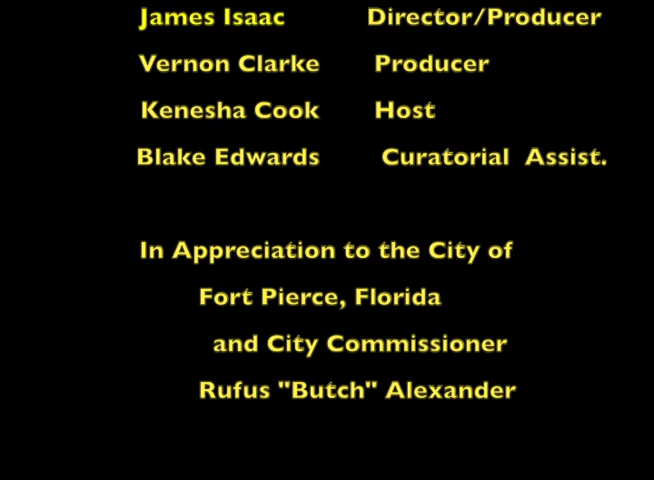 James Isaac Director/Producer
Vernon Clarke Producer
Kenesha Cook Host
Blake Edwards Curatorial Assist.
In Appreciation to the City of
Fort Pierce, Florida
and City Commissioner
Rufus "Butch" Alexander